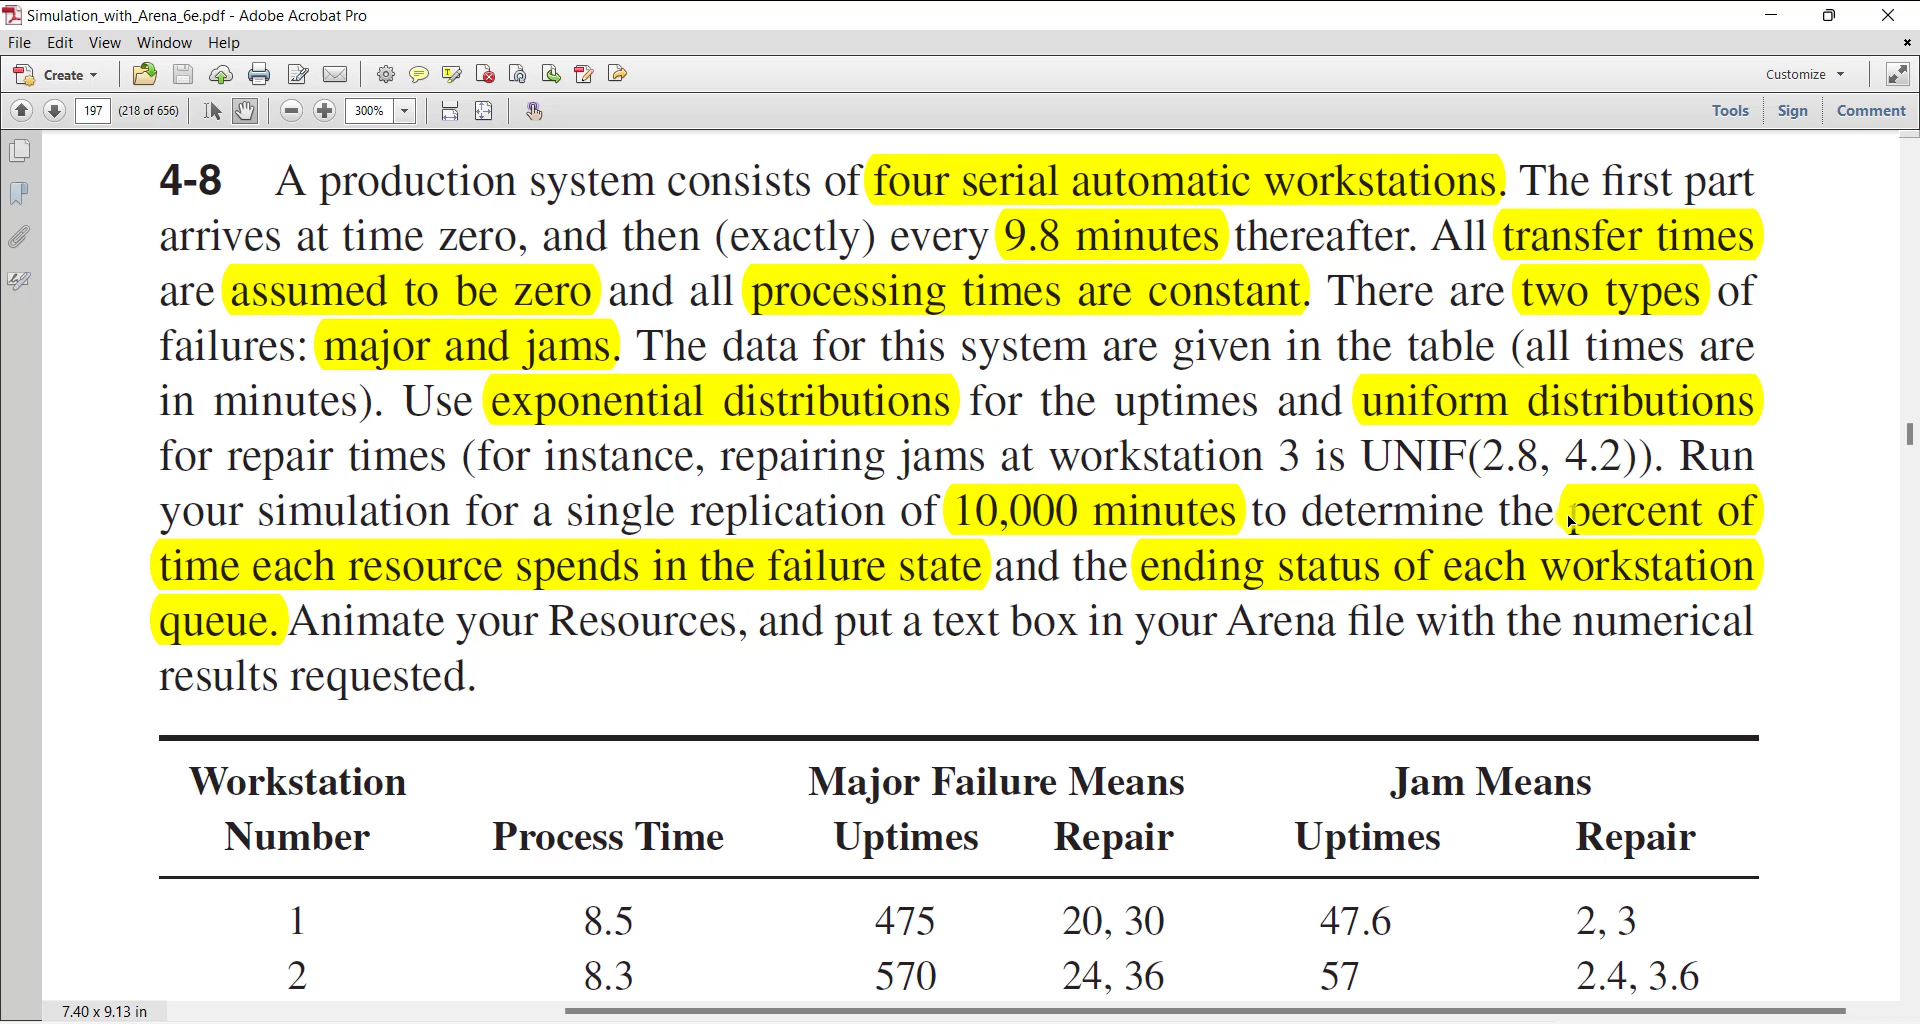 Simulation_with_Arena_6e.pdf - Adobe Acrobat Pro
File Edit View Window Help
Create Customize
197 (218 of 656) 300% Tools Sign Comment
4-8 A production system consists of four serial automatic workstations. The first part
arrives at time zero, and then (exactly) every 9.8 minutes thereafter. All transfer times
are assumed to be zero and all processing times are constant. There are two types of
failures: major and jams. The data for this system are given in the table (all times are
in minutes). Use exponential distributions for the uptimes and uniform distributions
for repair times (for instance, repairing jams at workstation 3 is UNIF(2.8, 4.2)). Run
your simulation for a single replication of 10,000 minutes to determine the percent of
time each resource spends in the failure state and the ending status of each workstation
queue. Animate your Resources, and put a text box in your Arena file with the numerical
results requested.
Workstation Major Failure Means Jam Means
Number Process Time Uptimes Repair Uptimes Repair
1 8.5 475 20, 30 47.6 2, 3
2 8.3 570 24, 36 57 2.4, 3.6
7.40 x 9.13 in